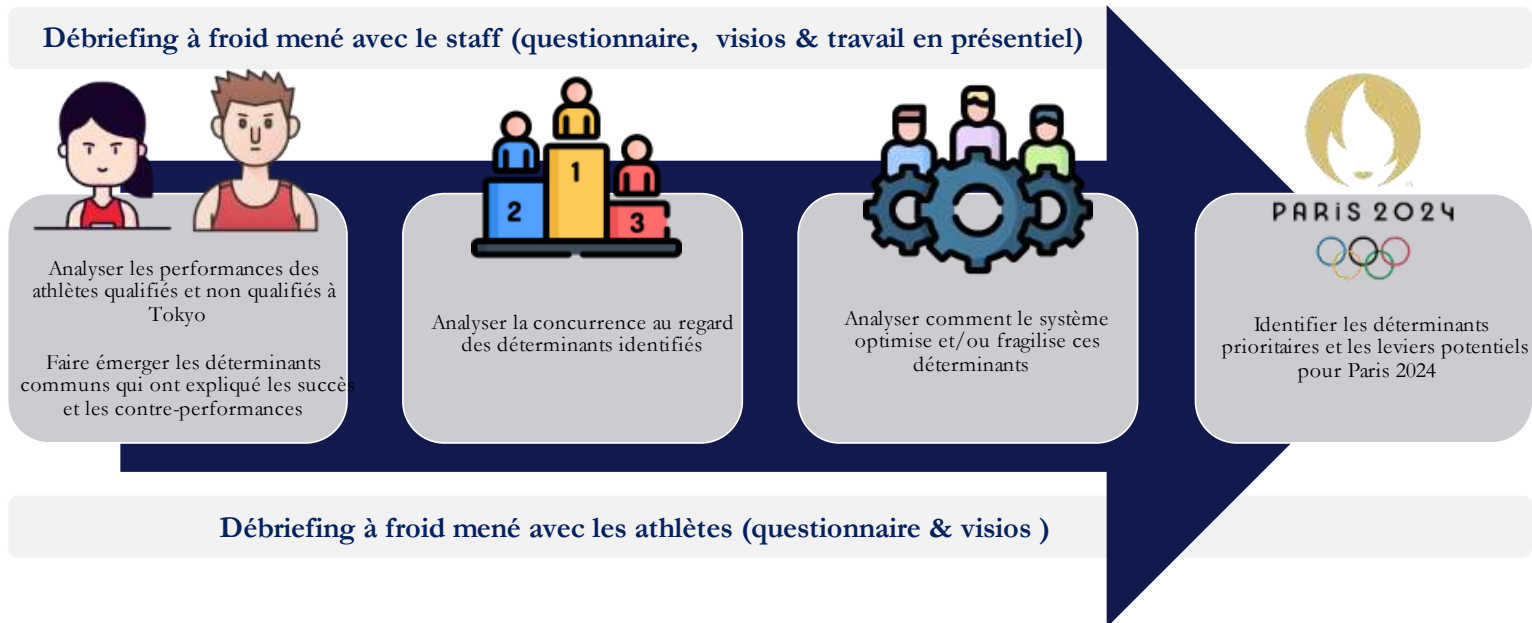 Débriefing à froid mené avec le staff (questionnaire, visios & travail en présentiel)
2
1
3
Analyser les performances des
athlètes qualifiés et non qualifiés à
Tokyo
Faire émerger les déterminants
communs qui ont expliqué les succès
et les contre-performances
Analyser la concurrence au regard
des déterminants identifiés
Analyser comment le système
optimise et/ou fragilise ces
déterminants
PARIS 2024
Identifier les déterminants
prioritaires et les leviers potentiels
pour Paris 2024
Débriefing à froid mené avec les athlètes (questionnaire & visios )